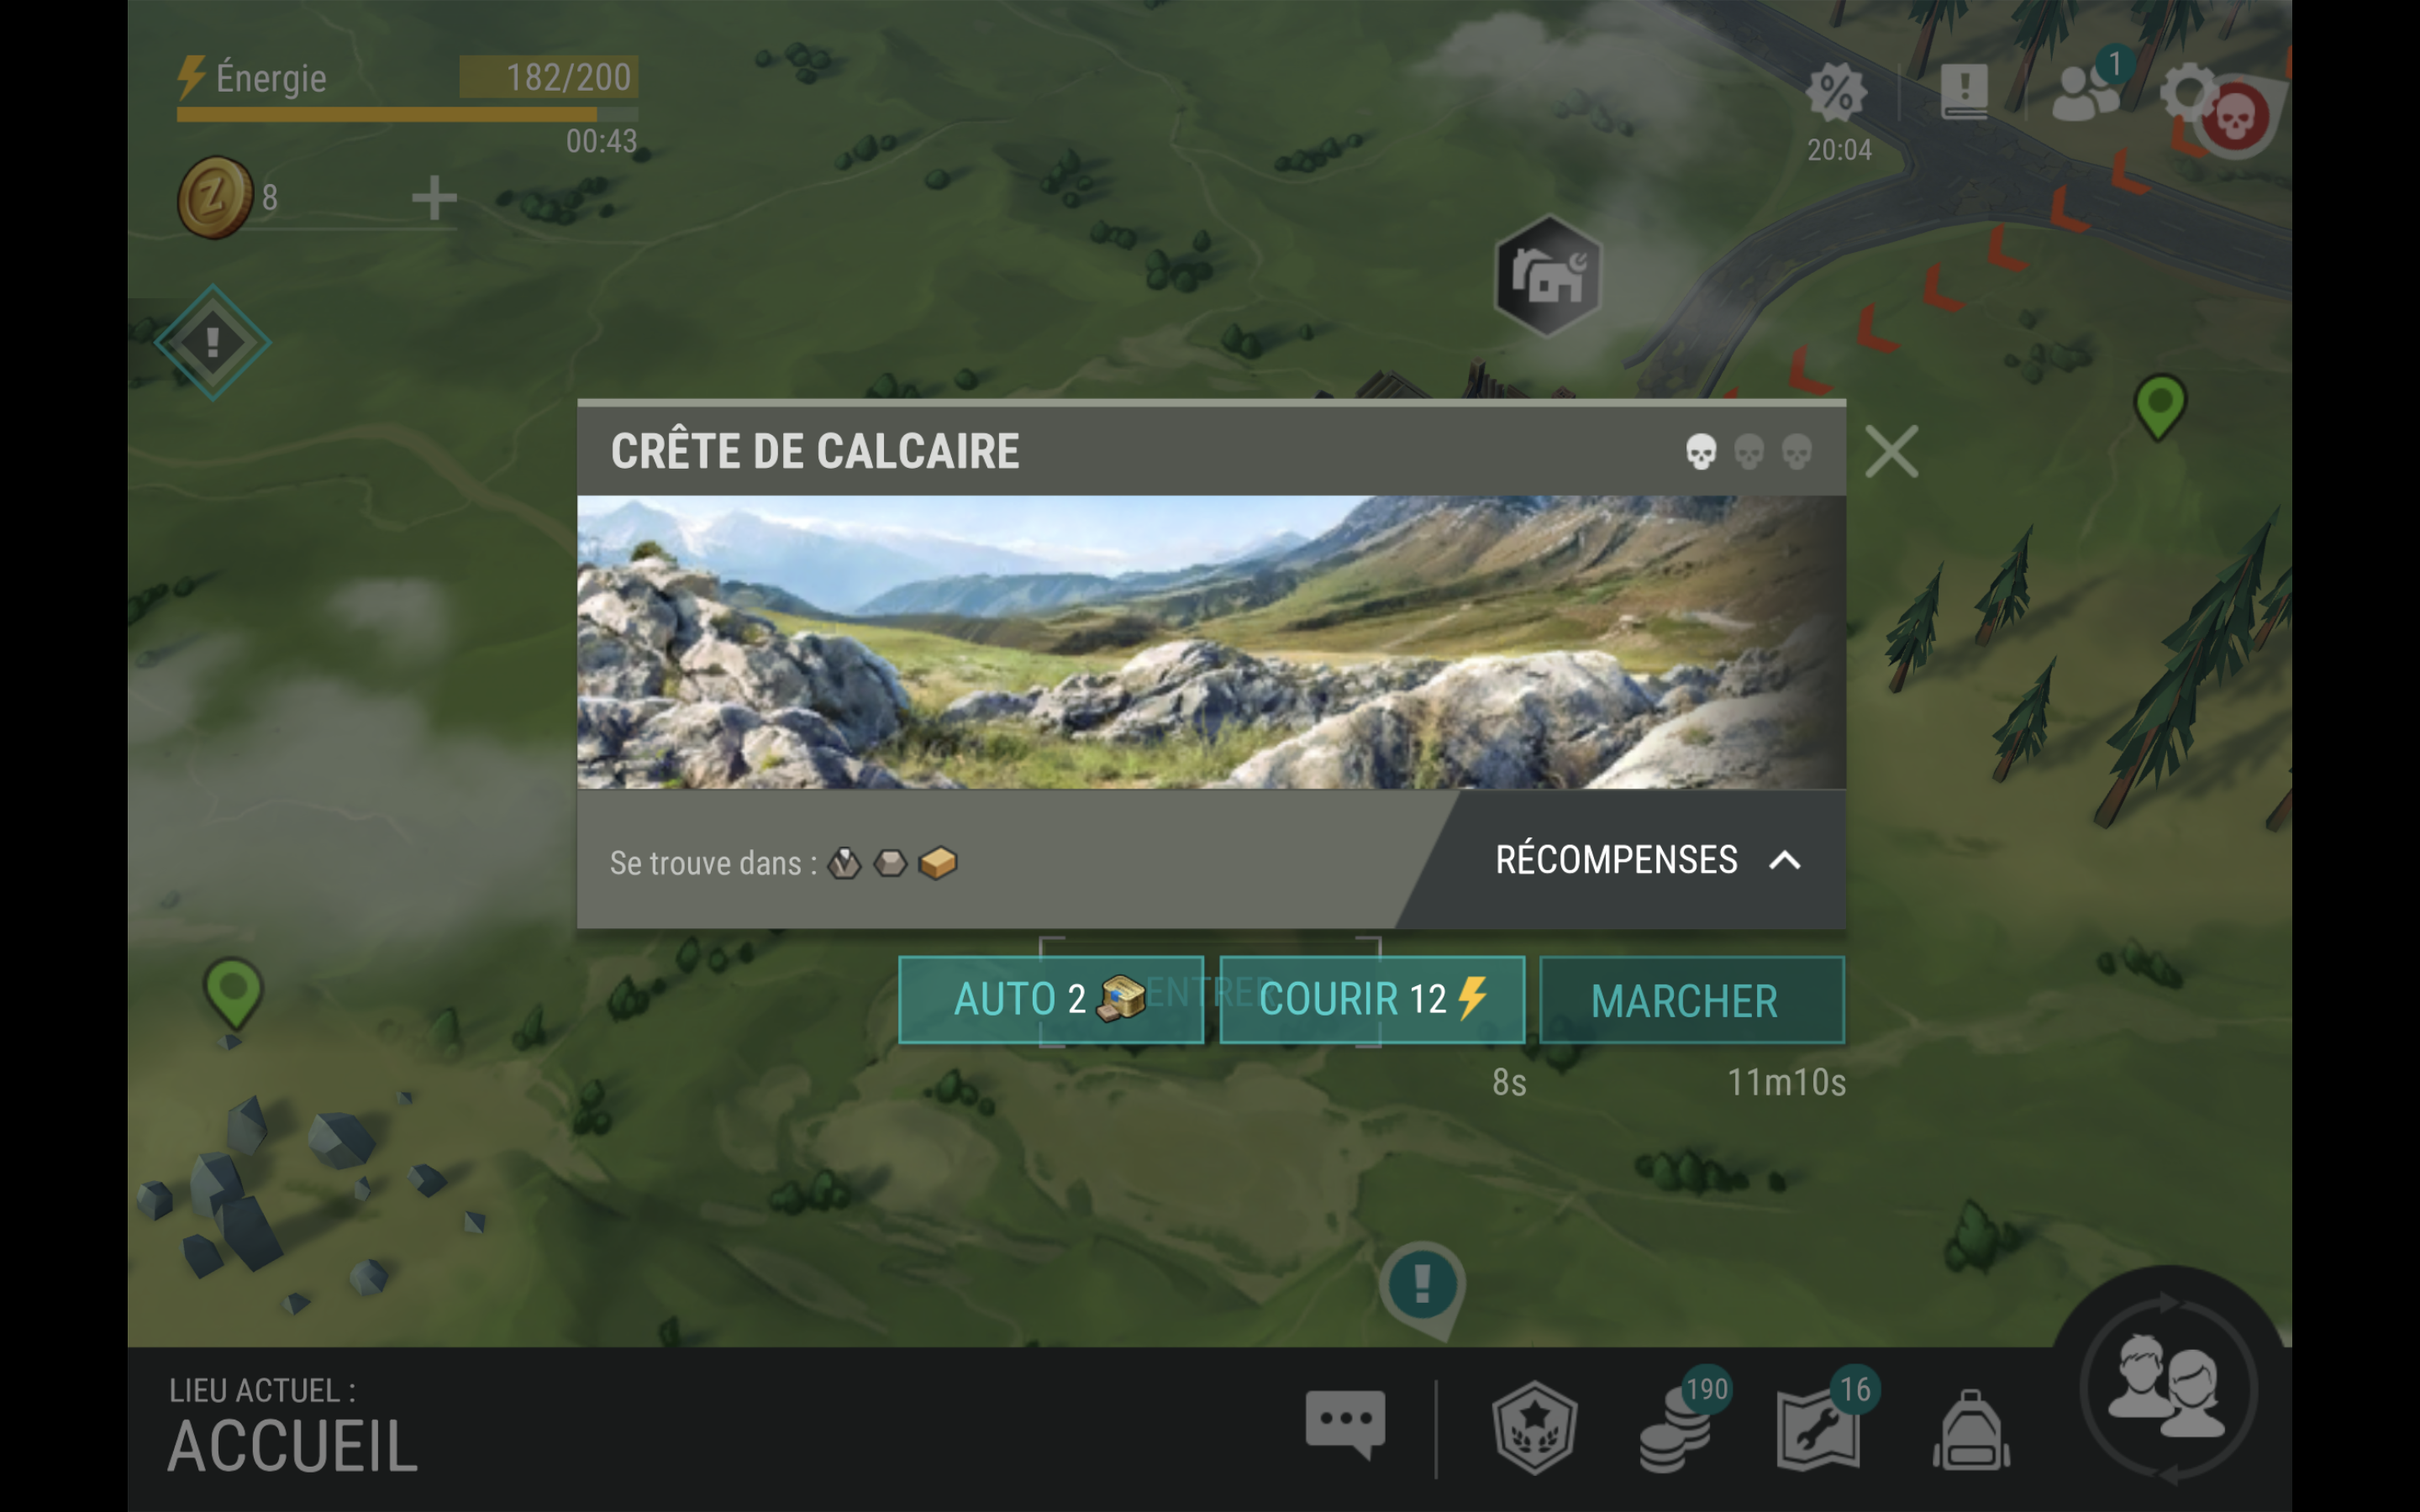 Énergie 182/200
00:43
8
1
20:04
CRÊTE DE CALCAIRE
Se trouve dans :
RÉCOMPENSES
AUTO 2
ENTRER
COURIR 12
MARCHER
8s
11m10s
LIEU ACTUEL :
ACCUEIL
190
16